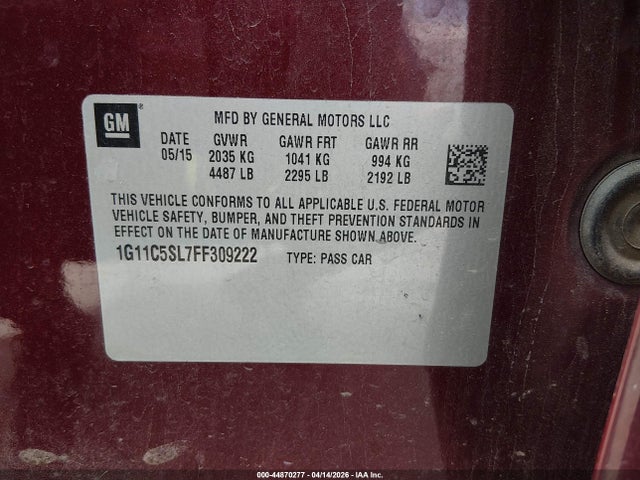 GM
MFD BY GENERAL MOTORS LLC
DATE GVWR GAWR FRT GAWR RR
05/15 2035 KG 1041 KG 994 KG
4487 LB 2295 LB 2192 LB
THIS VEHICLE CONFORMS TO ALL APPLICABLE U.S. FEDERAL MOTOR
VEHICLE SAFETY, BUMPER, AND THEFT PREVENTION STANDARDS IN
EFFECT ON THE DATE OF MANUFACTURE SHOWN ABOVE.
1G11C5SL7FF309222 TYPE: PASS CAR
000-44870277 - 04/14/2026 - IAA Inc.